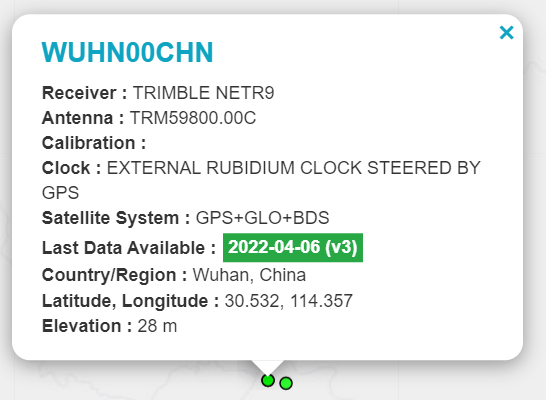 WUHN00CHN
Receiver : TRIMBLE NETR9
Antenna : TRM59800.00C
Calibration :
Clock : EXTERNAL RUBIDIUM CLOCK STEERED BY
GPS
Satellite System : GPS+GLO+BDS
Last Data Available : 2022-04-06 (v3)
Country/Region : Wuhan, China
Latitude, Longitude : 30.532, 114.357
Elevation : 28 m